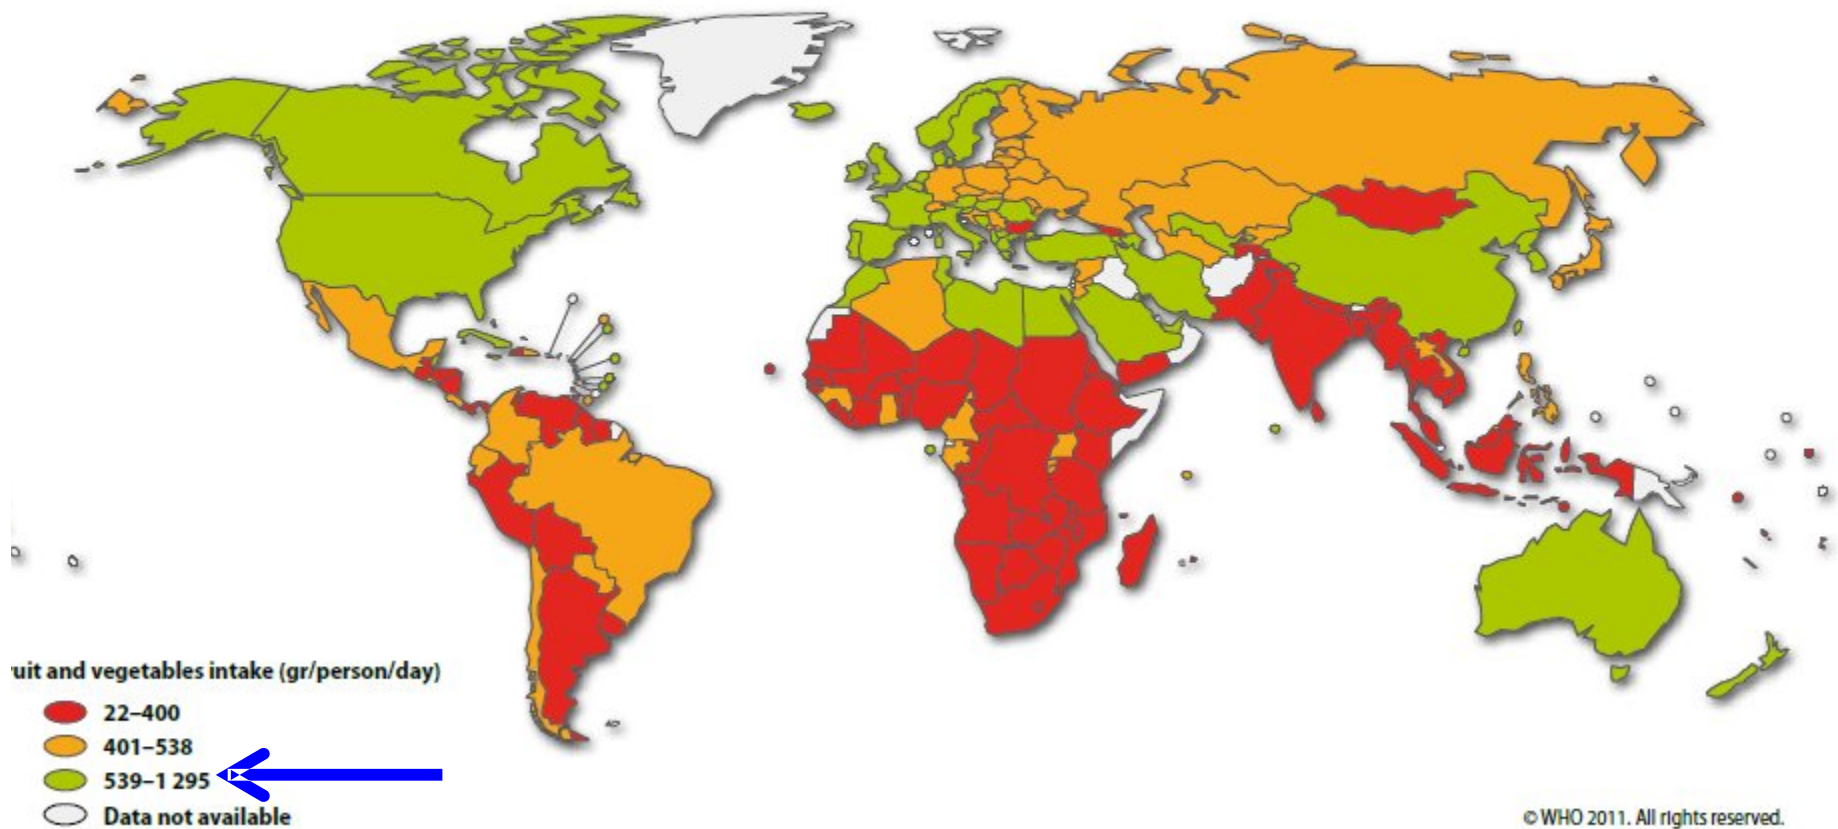 uit and vegetables intake (gr/person/day)
22–400
401–538
539–1 295
Data not available
© WHO 2011. All rights reserved.